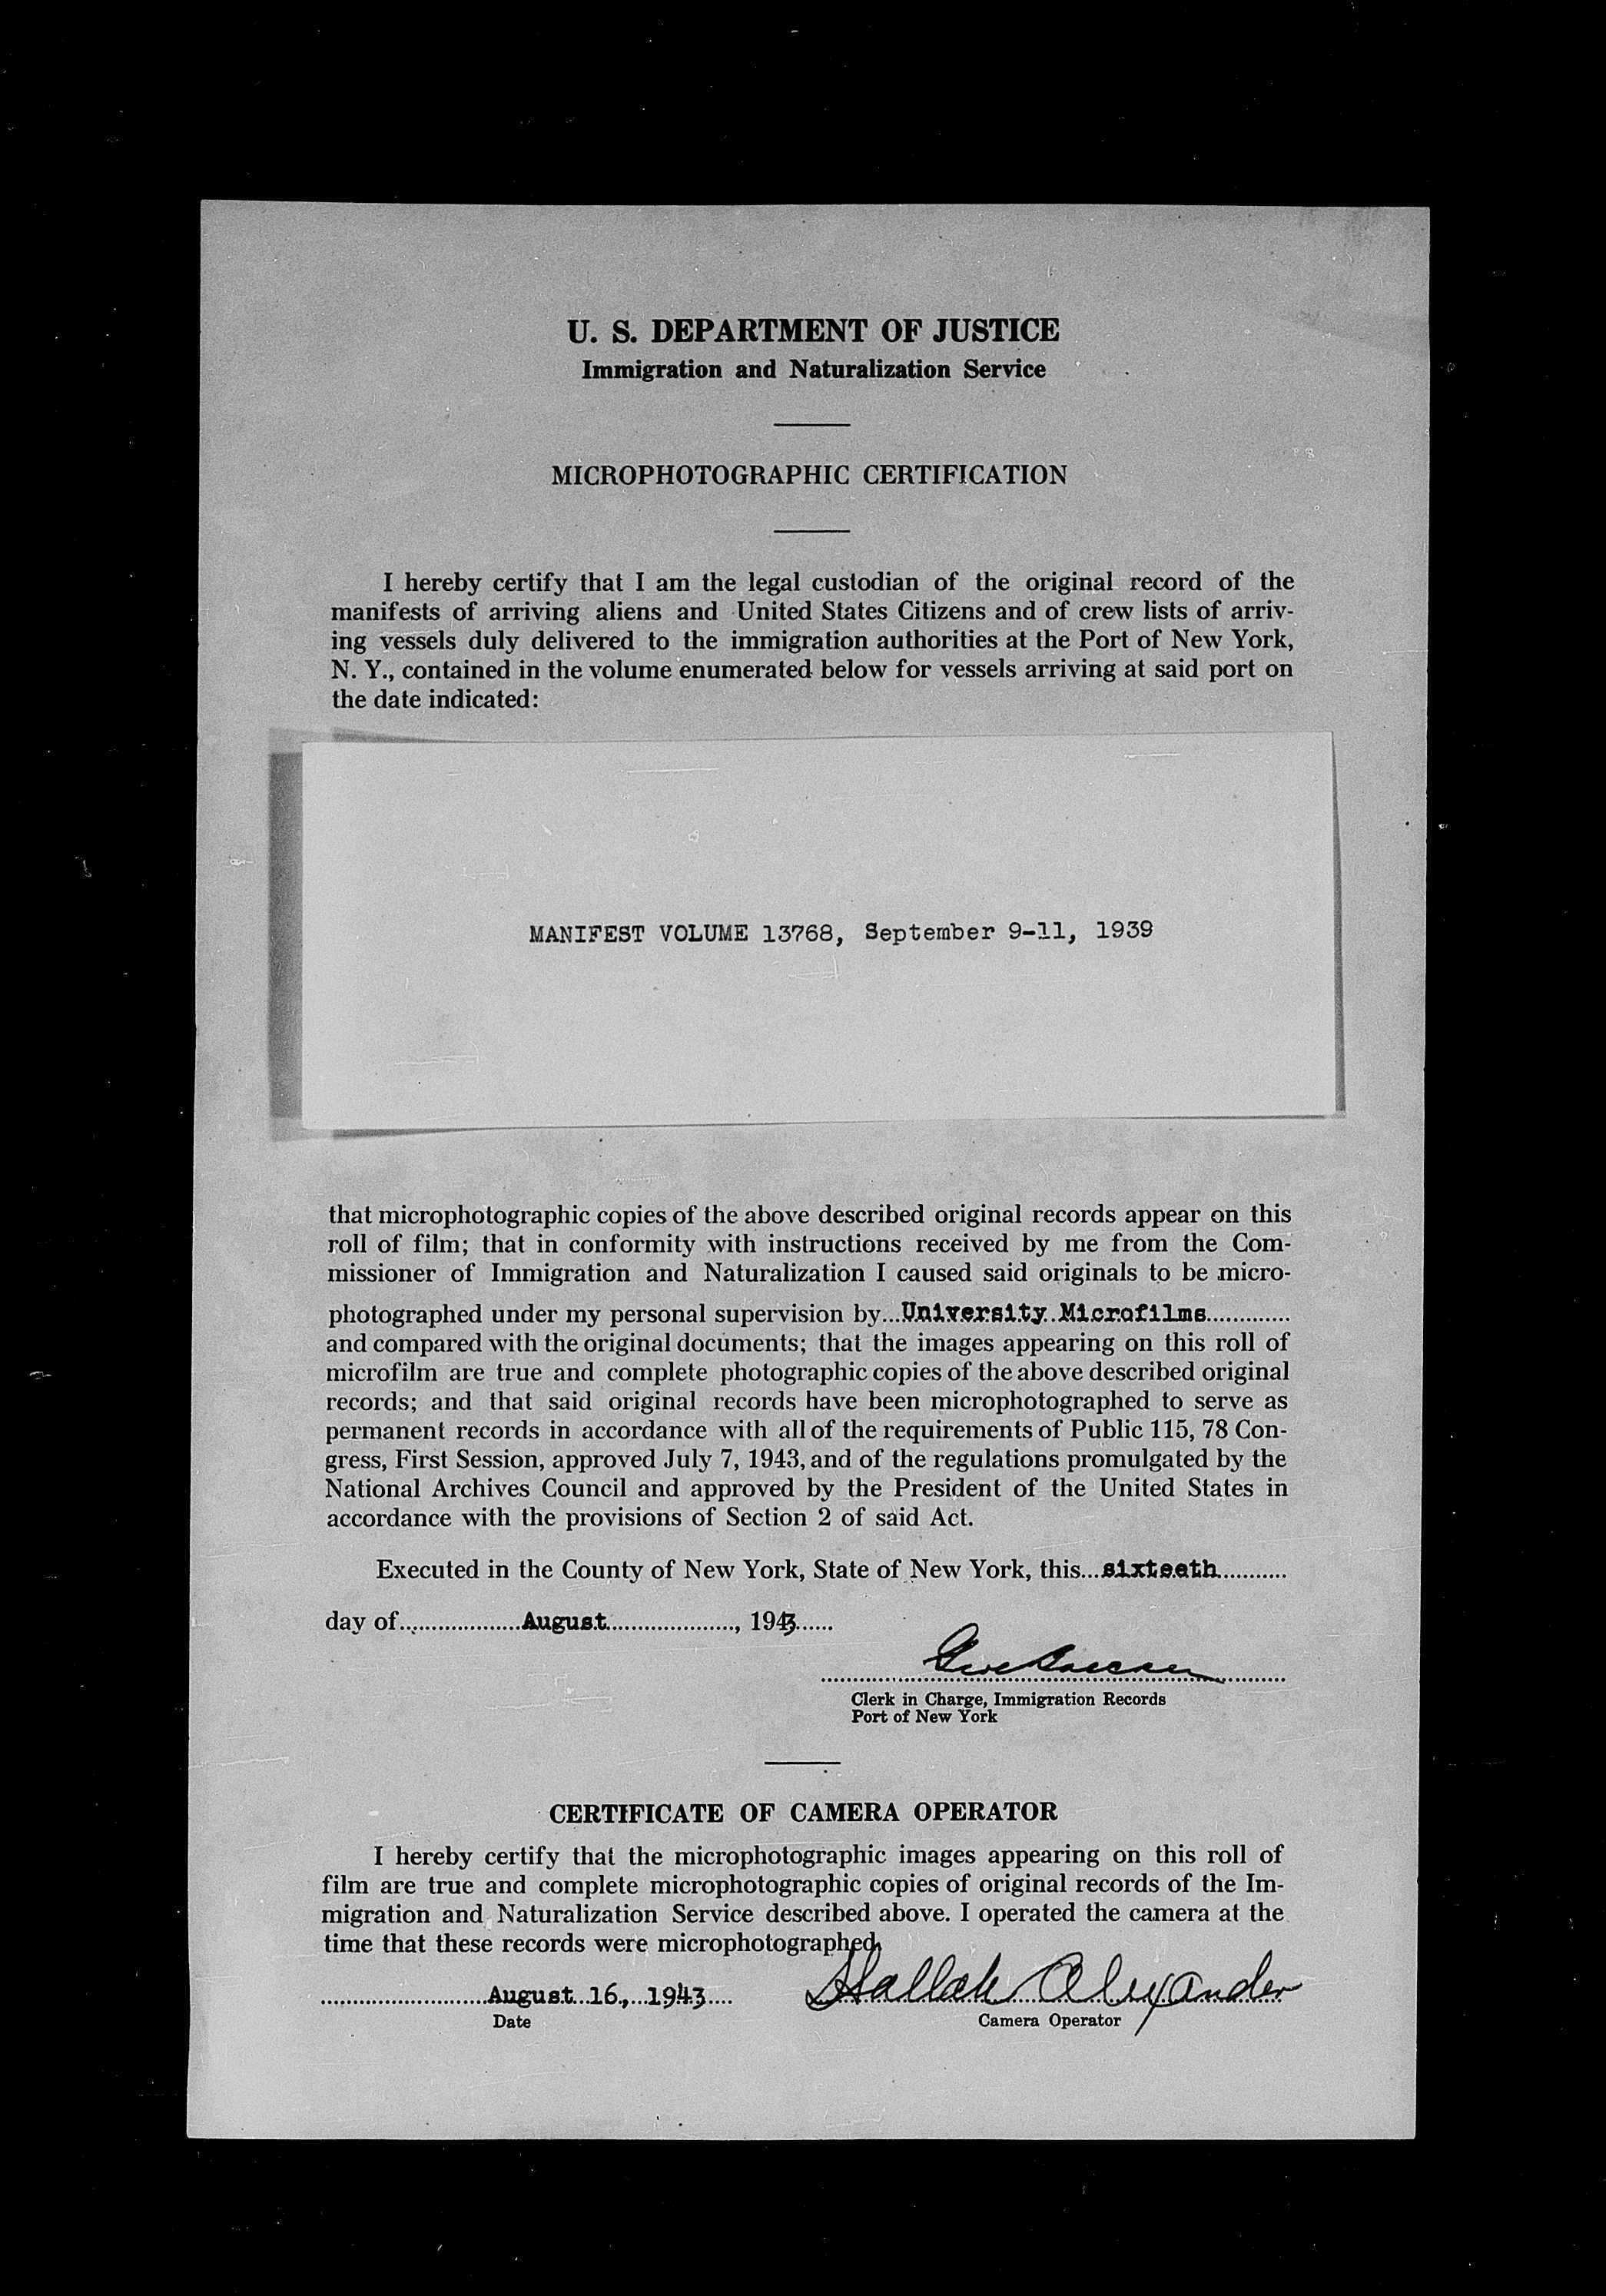 U. S. DEPARTMENT OF JUSTICE
Immigration and Naturalization Service
MICROPHOTOGRAPHIC CERTIFICATION
I hereby certify that I am the legal custodian of the original record of the
manifests of arriving aliens and United States Citizens and of crew lists of arriv-
ing vessels duly delivered to the immigration authorities at the Port of New York,
N. Y., contained in the volume enumerated below for vessels arriving at said port on
the date indicated:
MANIFEST VOLUME 13768, September 9-11, 1939
that microphotographic copies of the above described original records appear on this
roll of film; that in conformity with instructions received by me from the Com-
missioner of Immigration and Naturalization I caused said originals to be micro-
photographed under my personal supervision by...University Microfilms............
and compared with the original documents; that the images appearing on this roll of
microfilm are true and complete photographic copies of the above described original
records; and that said original records have been microphotographed to serve as
permanent records in accordance with all of the requirements of Public 115, 78 Con-
gress, First Session, approved July 7, 1943, and of the regulations promulgated by the
National Archives Council and approved by the President of the United States in
accordance with the provisions of Section 2 of said Act.
Executed in the County of New York, State of New York, this...sixteeth...........
day of...................August...................., 1943......
Clerk in Charge, Immigration Records
Port of New York
CERTIFICATE OF CAMERA OPERATOR
I hereby certify that the microphotographic images appearing on this roll of
film are true and complete microphotographic copies of original records of the Im-
migration and Naturalization Service described above. I operated the camera at the
time that these records were microphotographed.
August 16, 1943 Alexander
Date Camera Operator